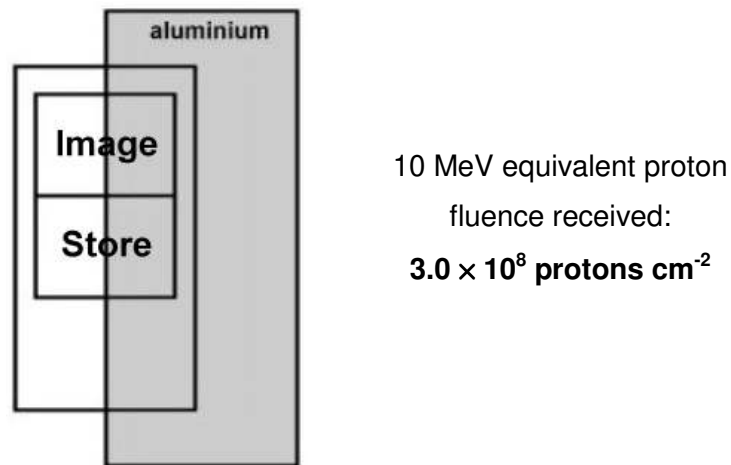 aluminium
Image
Store
10 MeV equivalent proton
fluence received:
3.0 × 10⁸ protons cm⁻²